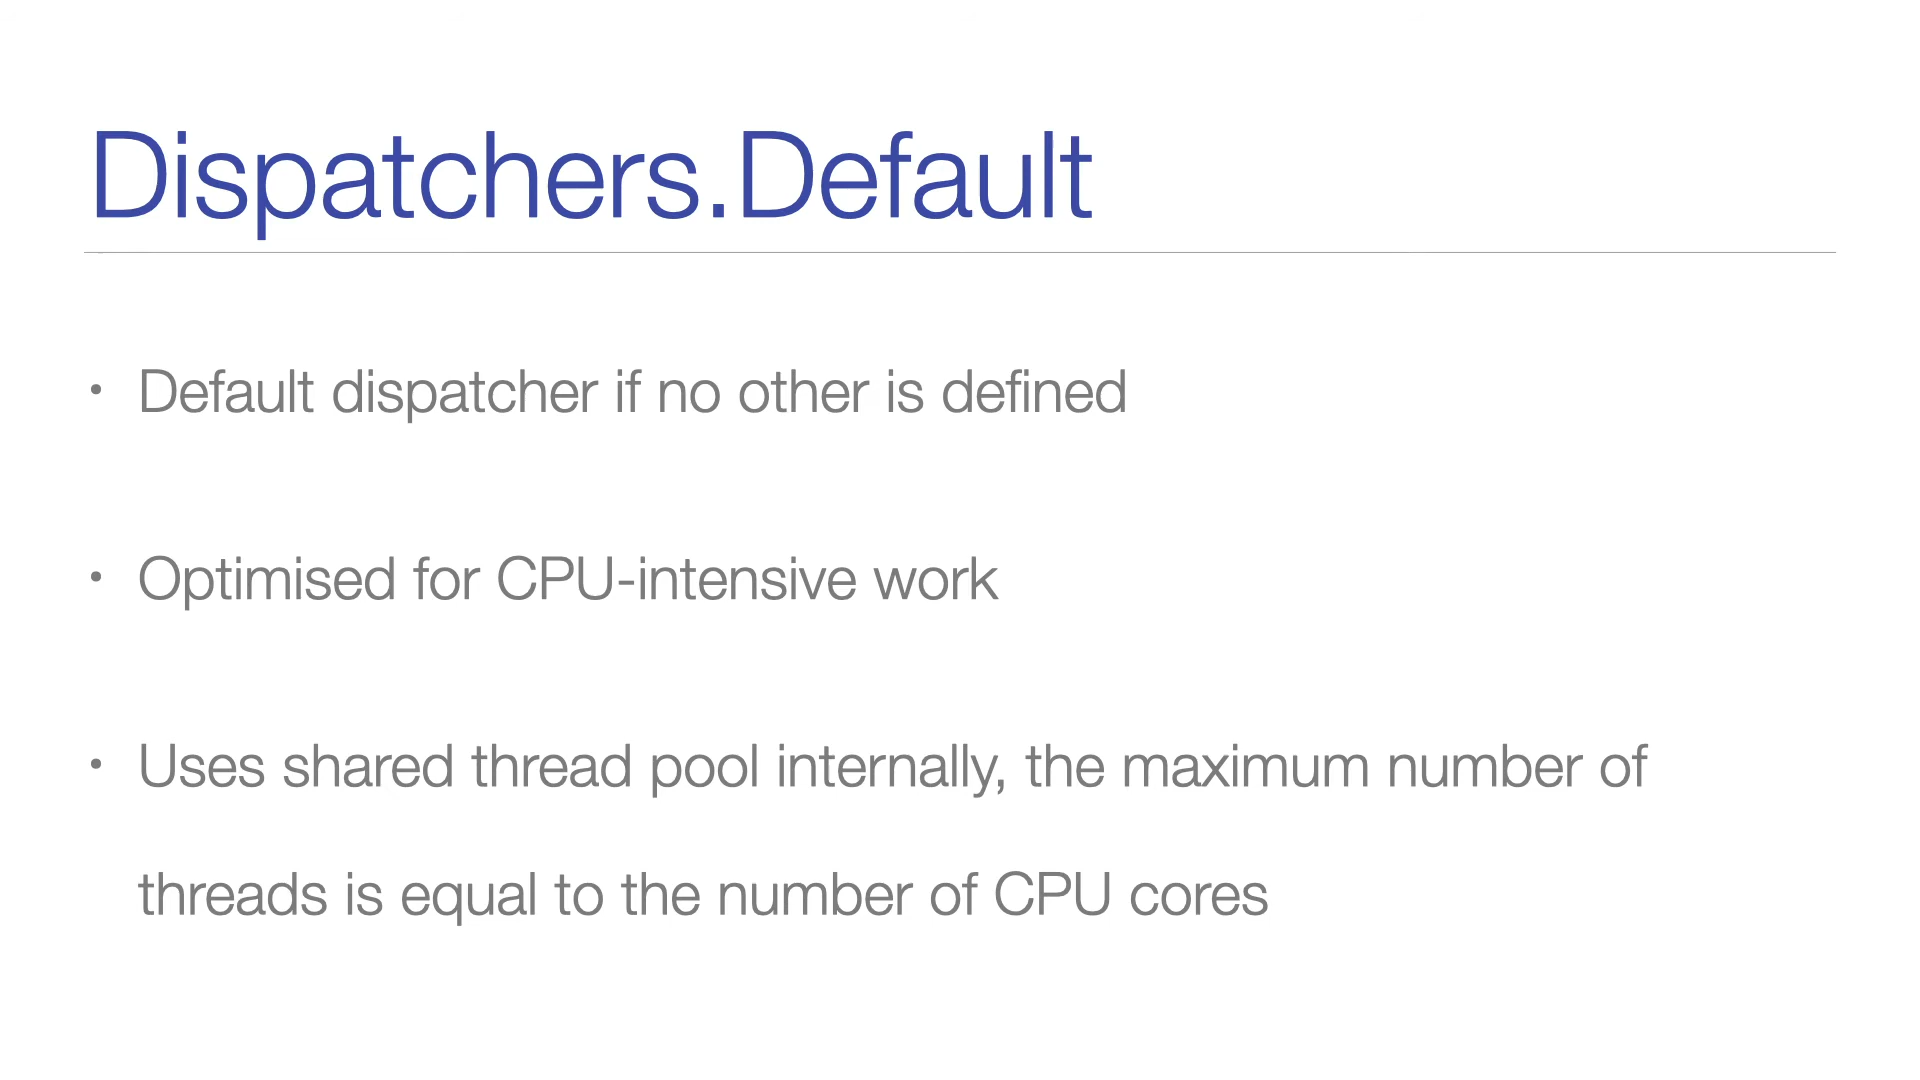 Dispatchers.Default
• Default dispatcher if no other is defined
• Optimised for CPU-intensive work
• Uses shared thread pool internally, the maximum number of
threads is equal to the number of CPU cores